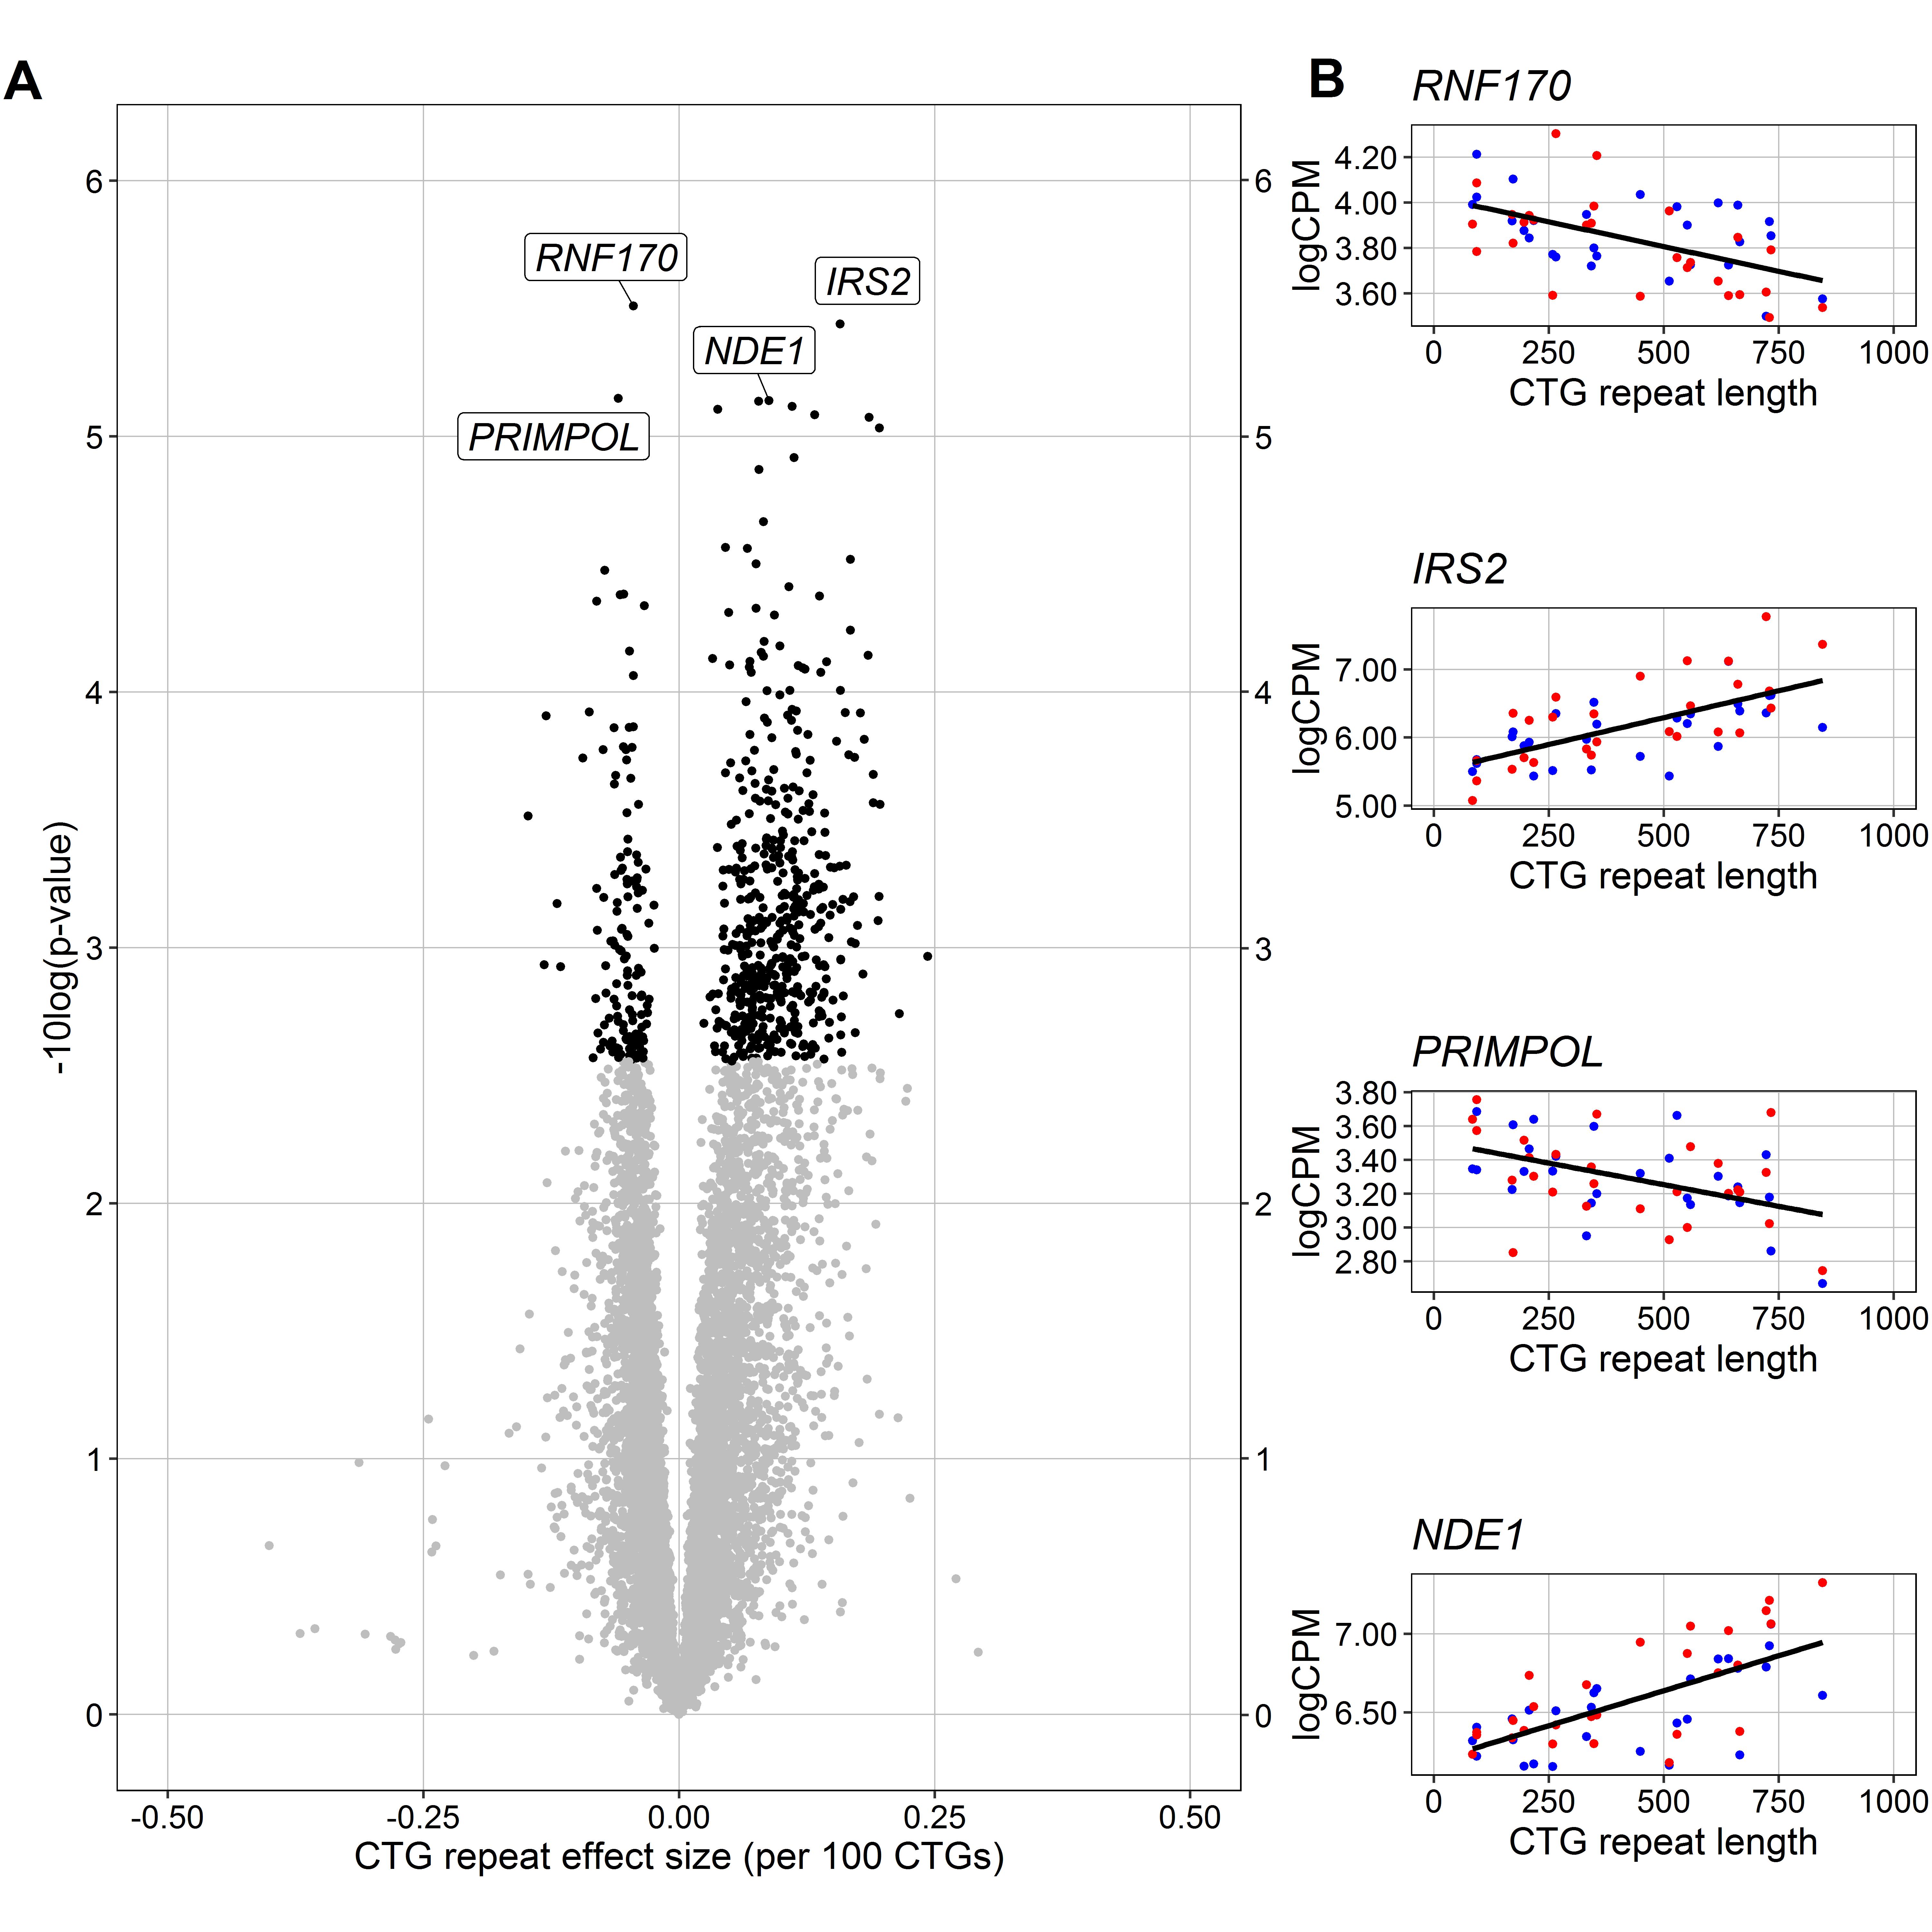 A
6
5
4
3
2
1
0
6
5
4
3
2
1
0
RNF170
IRS2
NDE1
PRIMPOL
-10log(p-value)
-0.50
-0.25
0.00
0.25
0.50
CTG repeat effect size (per 100 CTGs)
B
RNF170
4.20
4.00
3.80
3.60
logCPM
0
250
500
750
1000
CTG repeat length
IRS2
7.00
6.00
5.00
logCPM
0
250
500
750
1000
CTG repeat length
PRIMPOL
3.80
3.60
3.40
3.20
3.00
2.80
logCPM
0
250
500
750
1000
CTG repeat length
NDE1
7.00
6.50
logCPM
0
250
500
750
1000
CTG repeat length